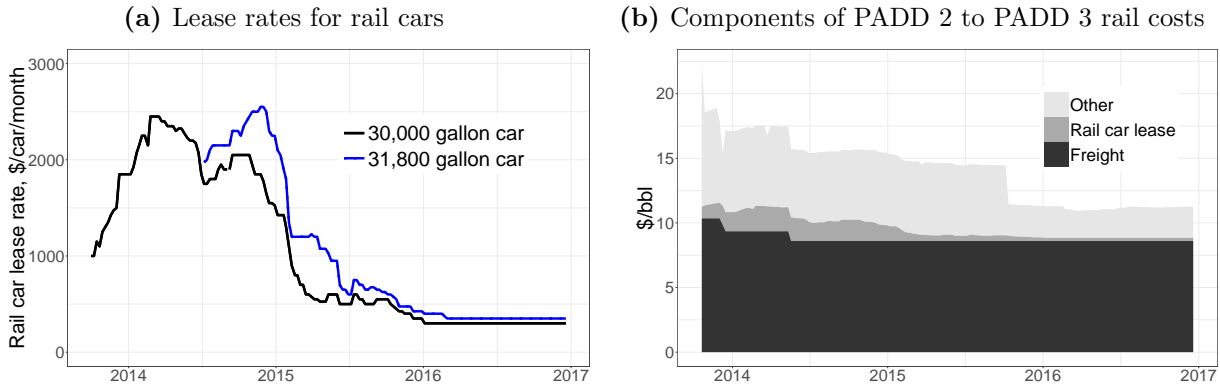 (a) Lease rates for rail cars
Rail car lease rate, $/car/month
3000
2000
1000
0
30,000 gallon car
31,800 gallon car
2014
2015
2016
2017
(b) Components of PADD 2 to PADD 3 rail costs
$/bbl
20
15
10
5
0
Other
Rail car lease
Freight
2014
2015
2016
2017